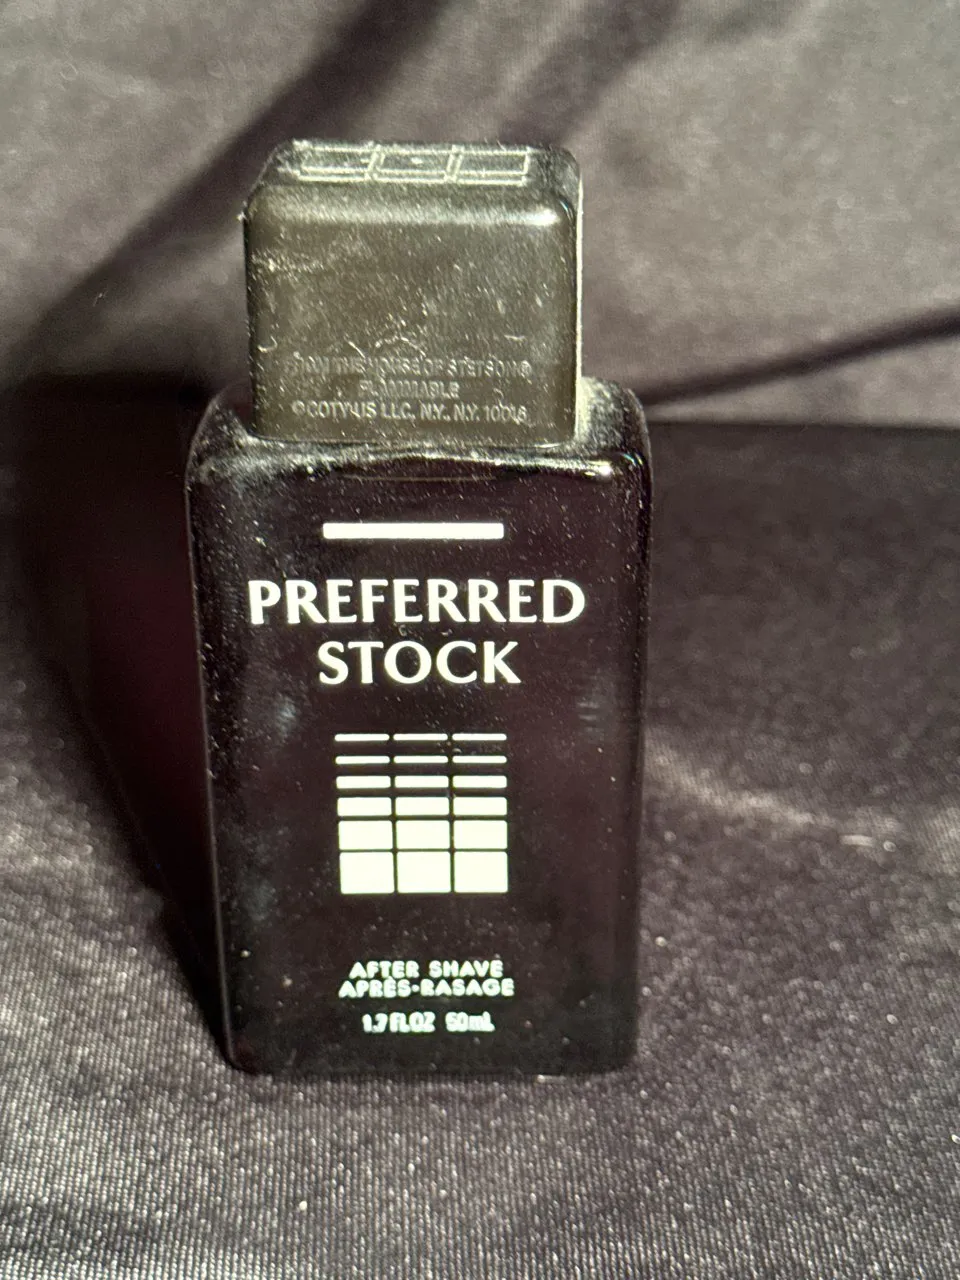 FROM THE HOUSE OF STETSON®
FLAMMABLE
©COTY US LLC, N.Y., N.Y. 10016
PREFERRED
STOCK
AFTER SHAVE
APRÈS-RASAGE
1.7 FL OZ 50mL